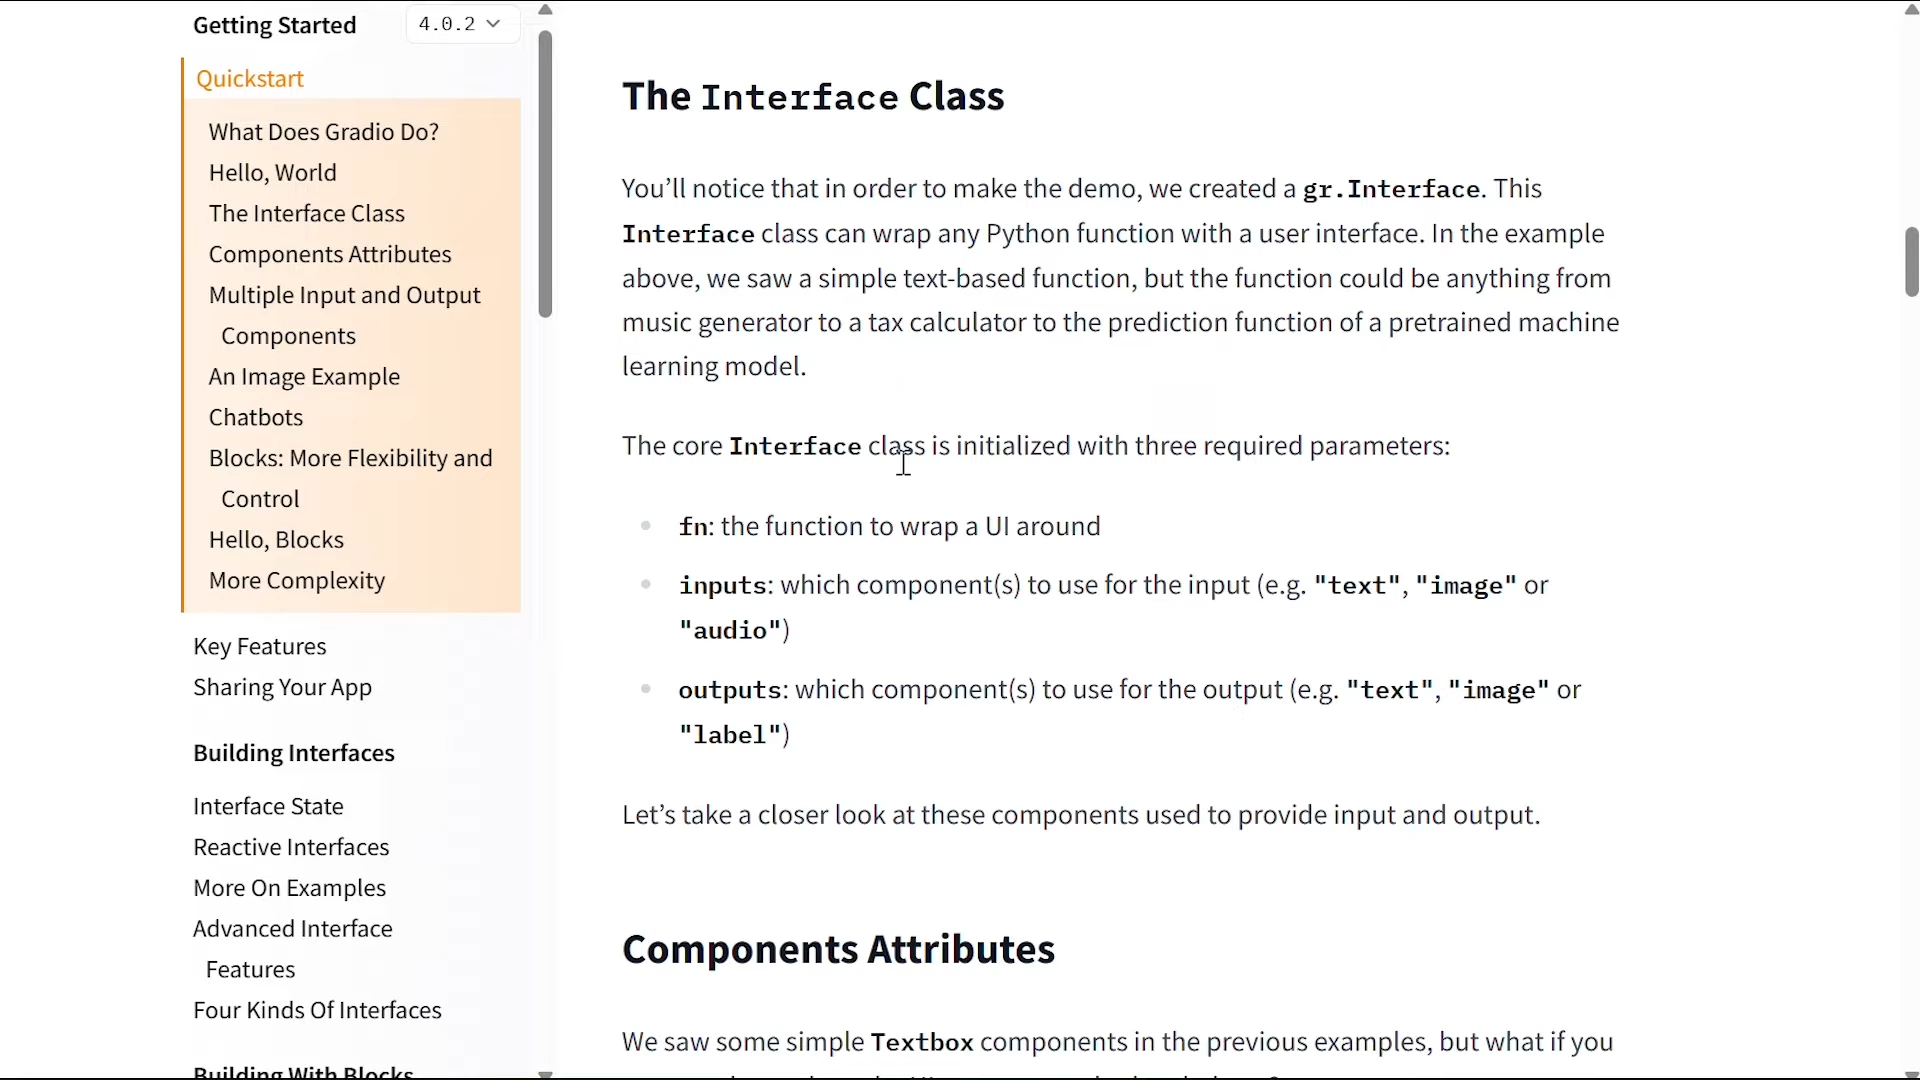 Getting Started
4.0.2
Quickstart
What Does Gradio Do?
Hello, World
The Interface Class
Components Attributes
Multiple Input and Output
Components
An Image Example
Chatbots
Blocks: More Flexibility and
Control
Hello, Blocks
More Complexity
Key Features
Sharing Your App
Building Interfaces
Interface State
Reactive Interfaces
More On Examples
Advanced Interface
Features
Four Kinds Of Interfaces
Building With Blocks
The Interface Class
You’ll notice that in order to make the demo, we created a gr.Interface. This
Interface class can wrap any Python function with a user interface. In the example
above, we saw a simple text-based function, but the function could be anything from
music generator to a tax calculator to the prediction function of a pretrained machine
learning model.
The core Interface class is initialized with three required parameters:
fn: the function to wrap a UI around
inputs: which component(s) to use for the input (e.g. "text", "image" or
"audio")
outputs: which component(s) to use for the output (e.g. "text", "image" or
"label")
Let’s take a closer look at these components used to provide input and output.
Components Attributes
We saw some simple Textbox components in the previous examples, but what if you